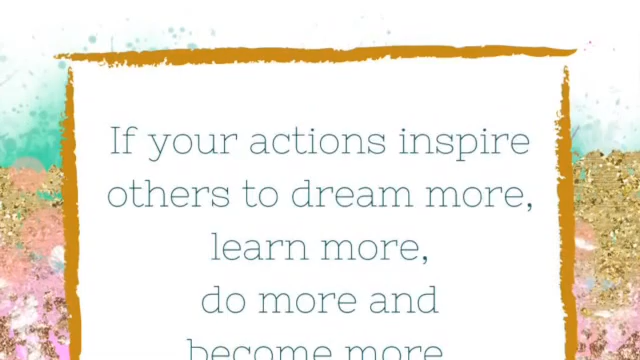 If your actions inspire
others to dream more,
learn more,
do more and
become more